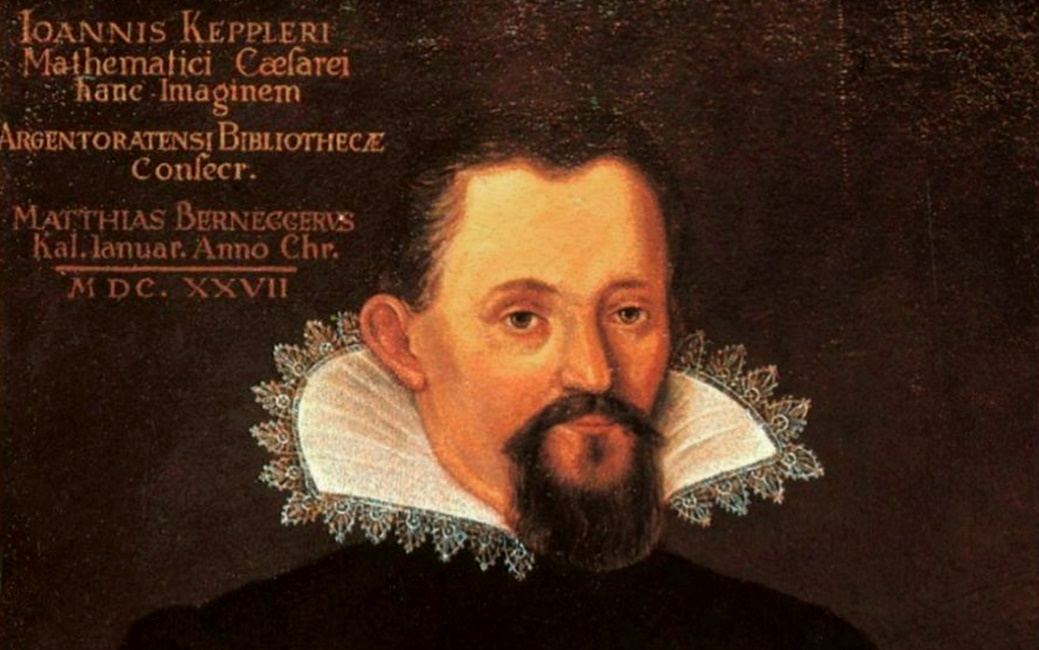 IOANNIS KEPPLERI
Mathematici Cæſarei
hanc Imaginem
ARGENTORATENSI BIBLIOTHECÆ
Conſecr.
MATTHIAS BERNEGGERVS
Kal. Ianuar. Anno Chr.
M DC. XXVII